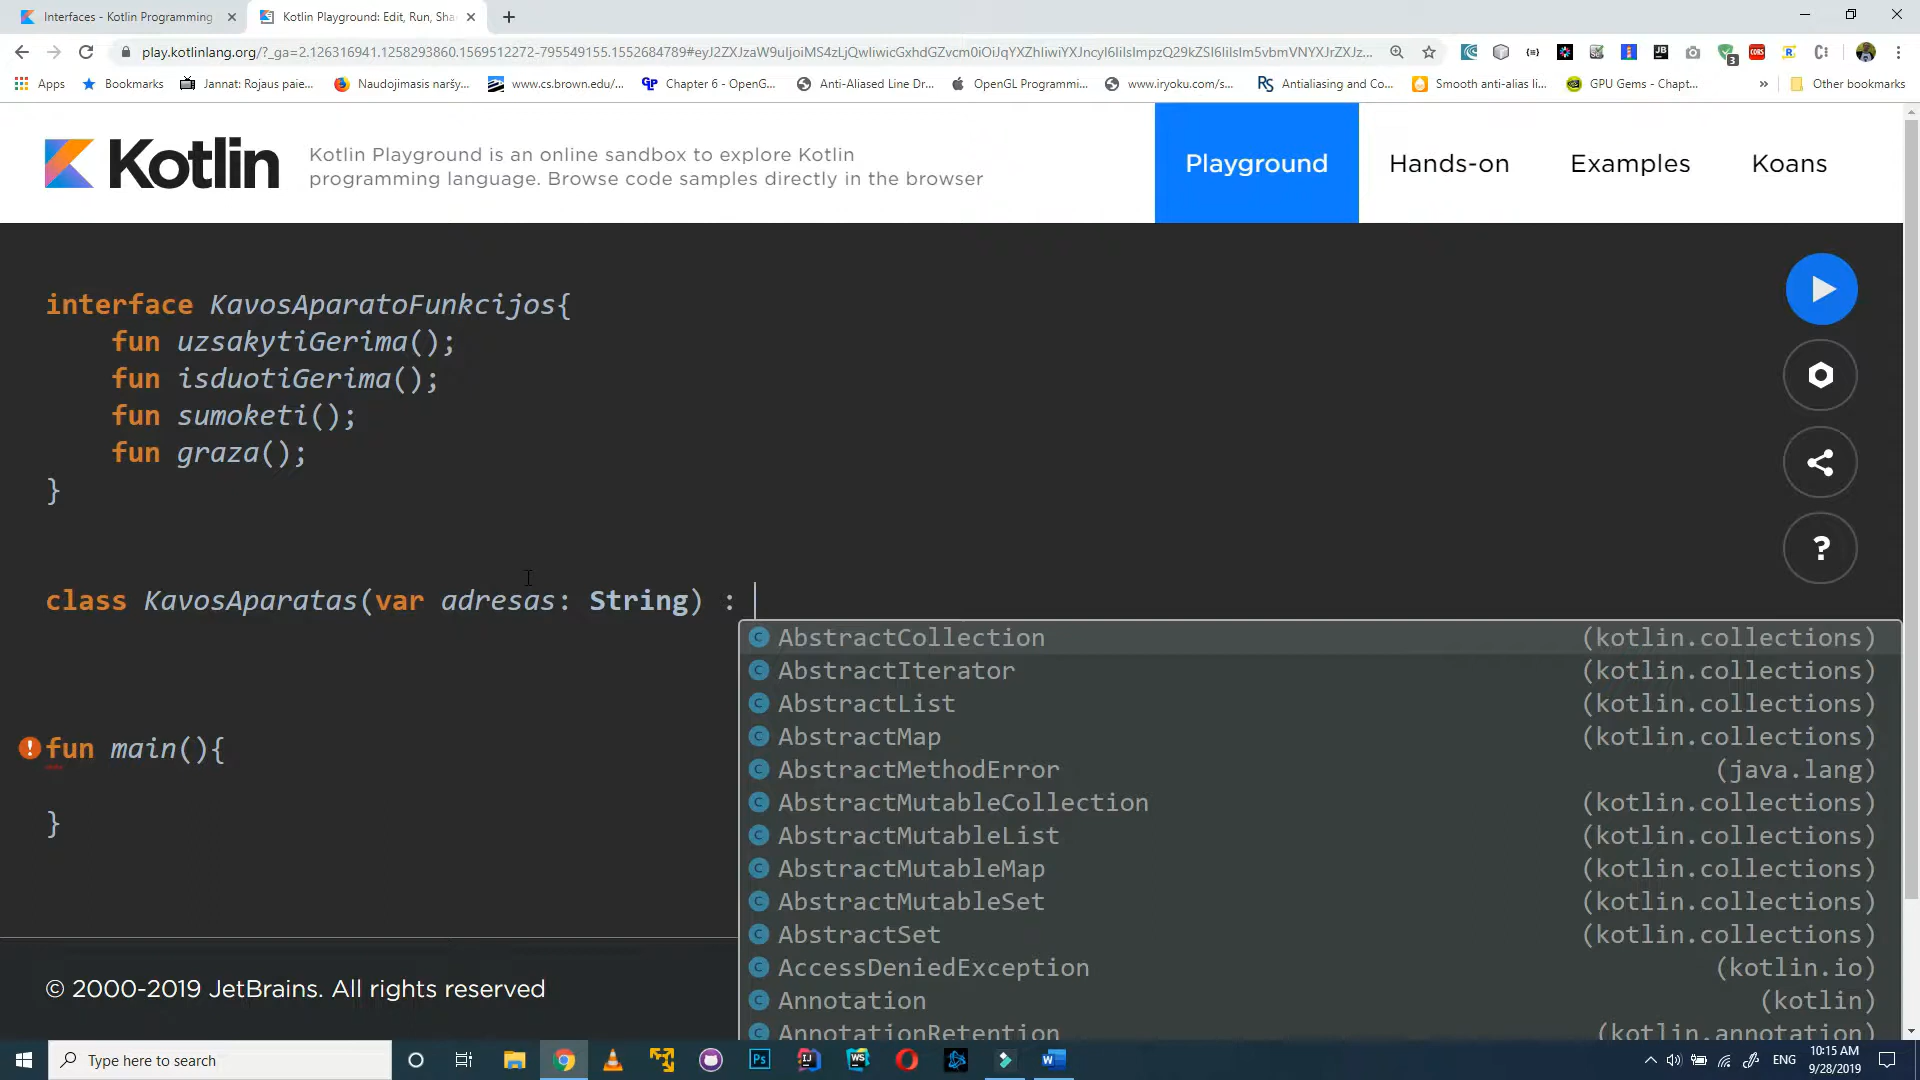 Interfaces - Kotlin Programming
Kotlin Playground: Edit, Run, Sha
play.kotlinlang.org/?_ga=2.126316941.1258293860.1569512272-795549155.1552684789#eyJ2ZXJzaW9uIjoiMS4zLjQwIiwicGxhdGZvcm0iOiJqYXZhIiwiYXJncyI6IiIsImpzQ29kZSI6IiIsIm5vbmVNYXJrZXJz...
Apps
Bookmarks
Jannat: Rojaus paie...
Naudojimasis naršy...
www.cs.brown.edu/...
Chapter 6 - OpenG...
Anti-Aliased Line Dr...
OpenGL Programmi...
www.iryoku.com/s...
Antialiasing and Co...
Smooth anti-alias li...
GPU Gems - Chapt...
»
Other bookmarks
Kotlin
Kotlin Playground is an online sandbox to explore Kotlin
programming language. Browse code samples directly in the browser
Playground
Hands-on
Examples
Koans
interface KavosAparatoFunkcijos{
fun uzsakytiGerima();
fun isduotiGerima();
fun sumoketi();
fun graza();
}
class KavosAparatas(var adresas: String) :
AbstractCollection (kotlin.collections)
AbstractIterator (kotlin.collections)
AbstractList (kotlin.collections)
AbstractMap (kotlin.collections)
AbstractMethodError (java.lang)
AbstractMutableCollection (kotlin.collections)
AbstractMutableList (kotlin.collections)
AbstractMutableMap (kotlin.collections)
AbstractMutableSet (kotlin.collections)
AbstractSet (kotlin.collections)
AccessDeniedException (kotlin.io)
Annotation (kotlin)
AnnotationRetention (kotlin.annotation)
fun main(){
}
© 2000-2019 JetBrains. All rights reserved
Type here to search
ENG
10:15 AM
9/28/2019